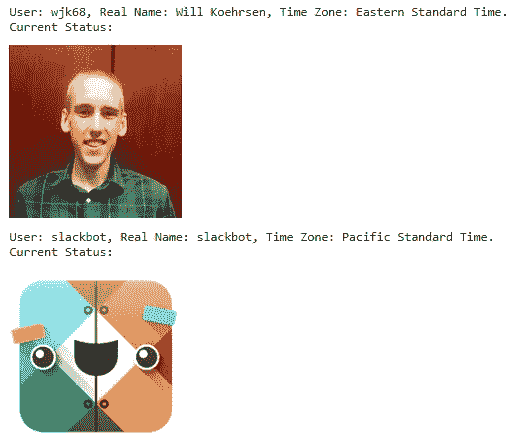 User: wjk68, Real Name: Will Koehrsen, Time Zone: Eastern Standard Time.
Current Status:
User: slackbot, Real Name: slackbot, Time Zone: Pacific Standard Time.
Current Status: